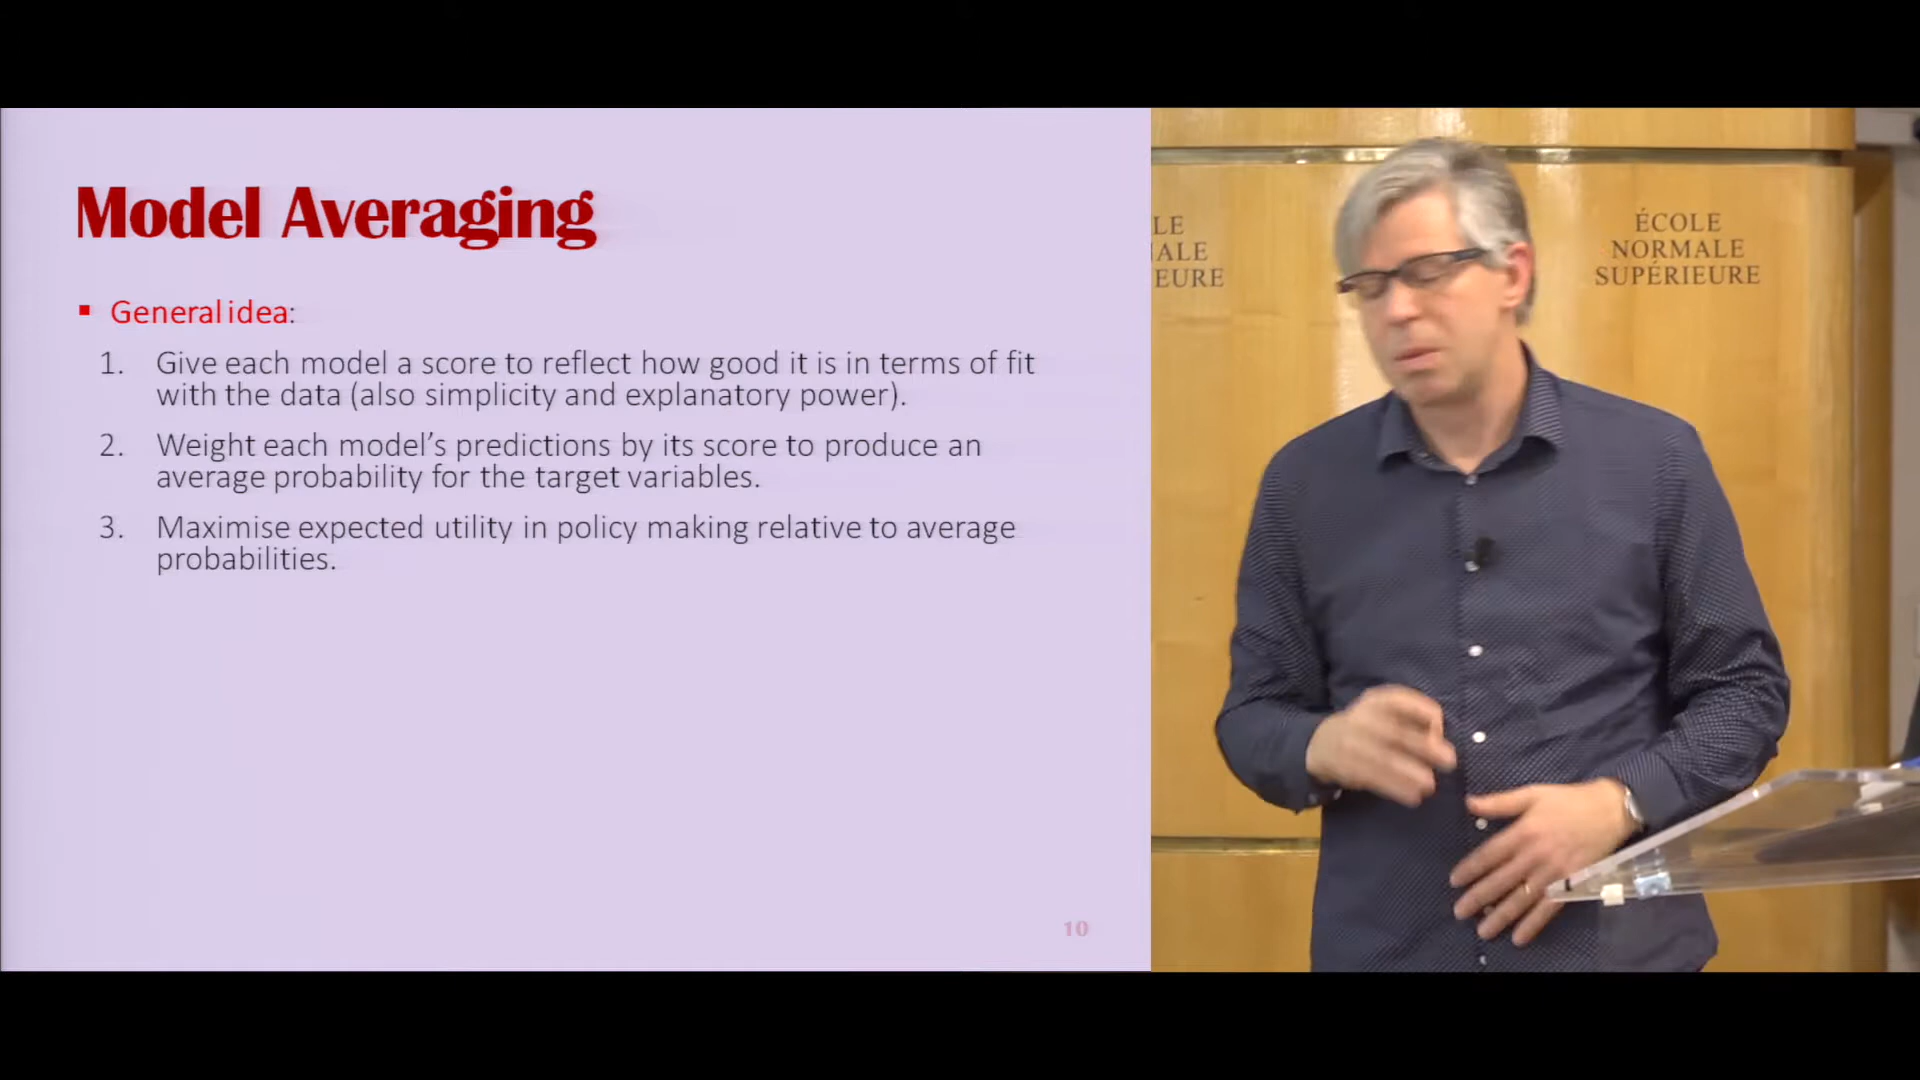 Model Averaging
General idea:
1. Give each model a score to reflect how good it is in terms of fit
with the data (also simplicity and explanatory power).
2. Weight each model’s predictions by its score to produce an
average probability for the target variables.
3. Maximise expected utility in policy making relative to average
probabilities.
10
LE
ALE
EURE
ÉCOLE
NORMALE
SUPÉRIEURE